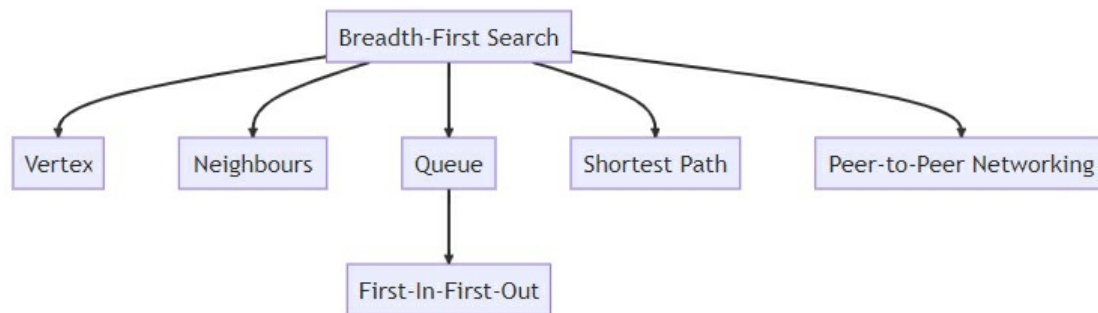 Breadth-First Search
Vertex
Neighbours
Queue
Shortest Path
Peer-to-Peer Networking
First-In-First-Out